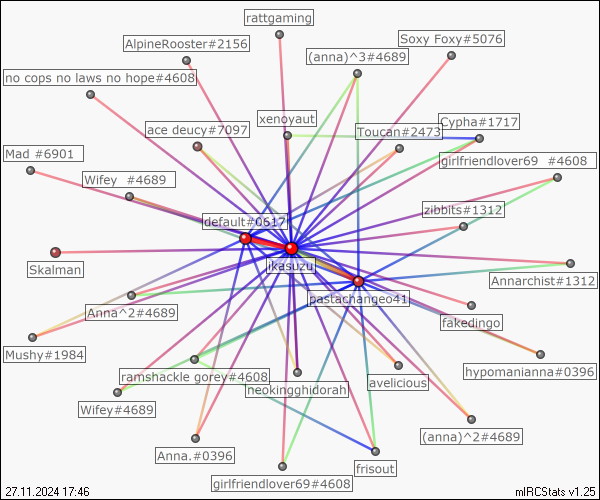 rattgaming
Soxy Foxy#5076
AlpineRooster#2156
(anna)^3#4689
no cops no laws no hope#4608
xenoyaut
Cypha#1717
ace deucy#7097
Toucan#2473
Mad #6901
girlfriendlover69 #4608
Wifey #4689
zibbits#1312
default#0617
ikasuzu
Skalman
Annarchist#1312
pastachangeo41
Anna^2#4689
fakedingo
Mushy#1984
hypomanianna#0396
ramshackle gorey#4608
avelicious
neokingghidorah
Wifey#4689
(anna)^2#4689
Anna.#0396
frisout
girlfriendlover69#4608
27.11.2024 17:46
mIRCStats v1.25